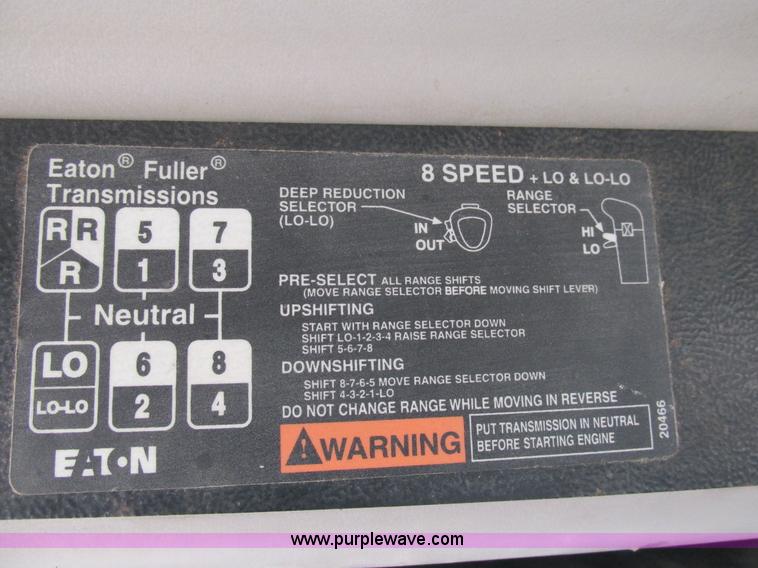 Eaton® Fuller®
Transmissions
R R
R
5
1
7
3
Neutral
LO
LO-LO
6
2
8
4
EATON
8 SPEED + LO & LO-LO
DEEP REDUCTION
SELECTOR
(LO-LO)
IN
OUT
RANGE
SELECTOR
HI
LO
PRE-SELECT ALL RANGE SHIFTS
(MOVE RANGE SELECTOR BEFORE MOVING SHIFT LEVER)
UPSHIFTING
START WITH RANGE SELECTOR DOWN
SHIFT LO-1-2-3-4 RAISE RANGE SELECTOR
SHIFT 5-6-7-8
DOWNSHIFTING
SHIFT 8-7-6-5 MOVE RANGE SELECTOR DOWN
SHIFT 4-3-2-1-LO
DO NOT CHANGE RANGE WHILE MOVING IN REVERSE
WARNING
PUT TRANSMISSION IN NEUTRAL
BEFORE STARTING ENGINE
20466
www.purplewave.com